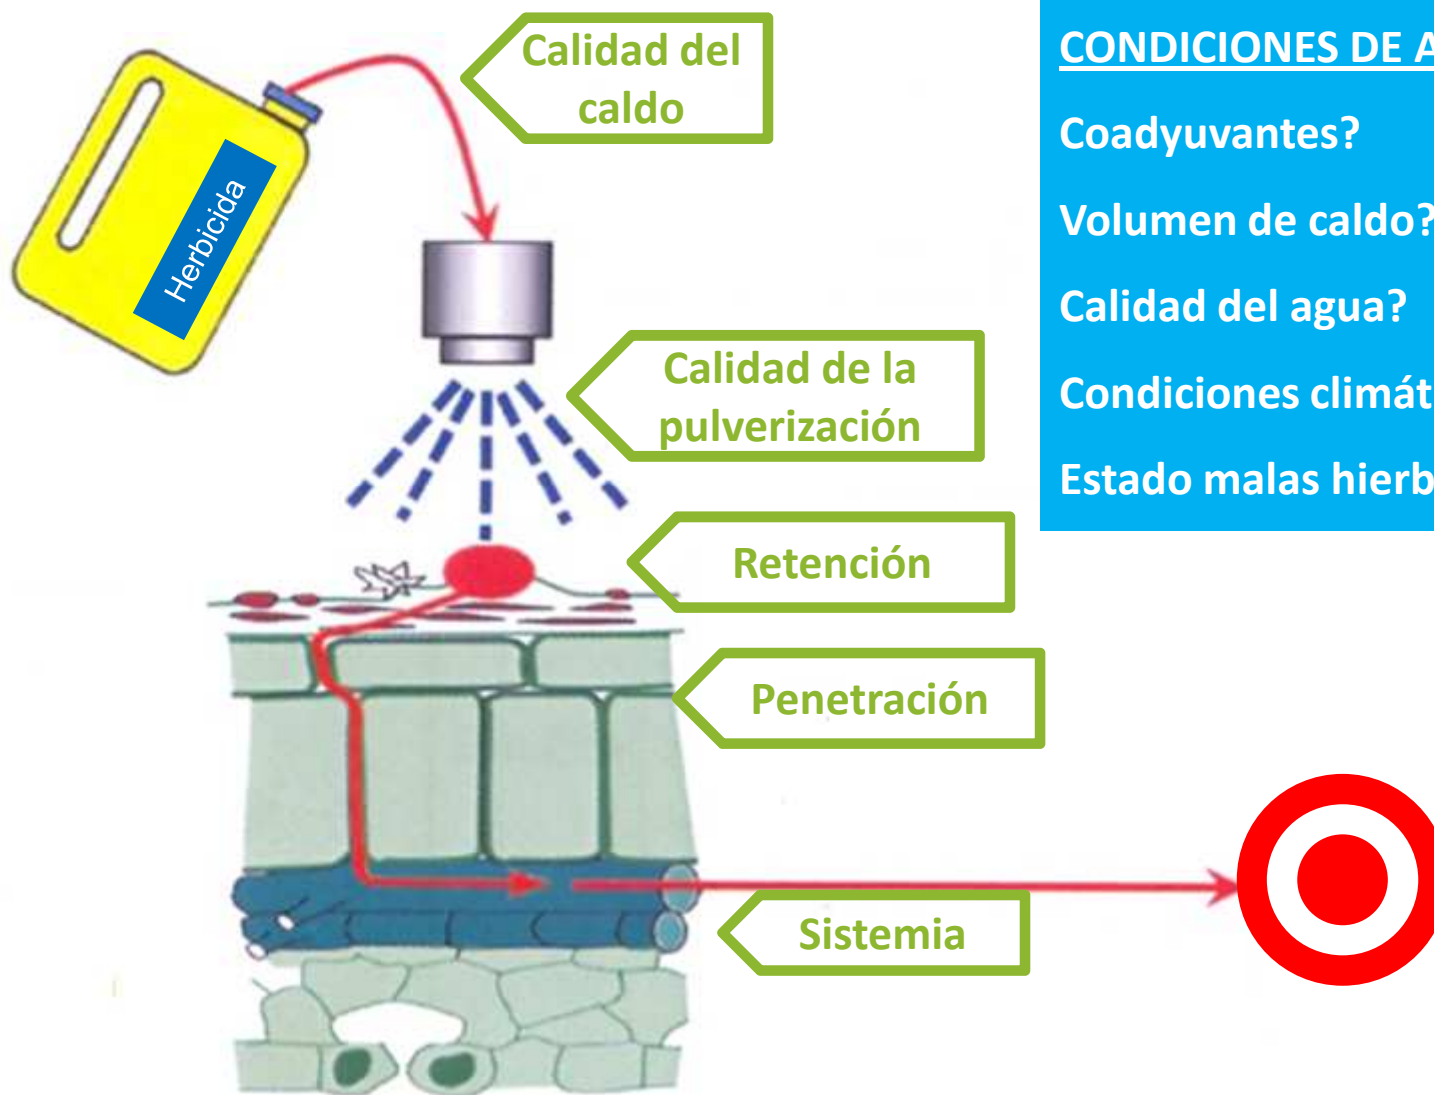 Calidad del
caldo
Herbicida
Calidad de la
pulverización
Retención
Penetración
Sistemia
CONDICIONES DE A
Coadyuvantes?
Volumen de caldo?
Calidad del agua?
Condiciones climát
Estado malas hierb